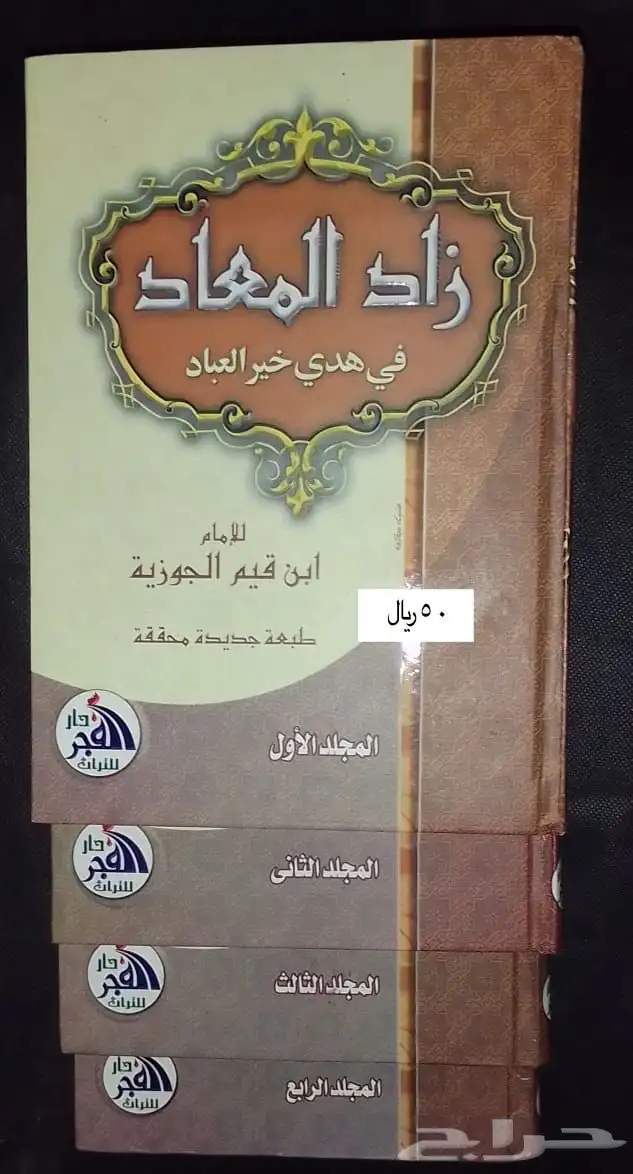 زاد المعاد
في هدي خير العباد
للإمام
ابن قيم الجوزية
٥٠ ريال
طبعة جديدة محققة
المجلد الأول
دار
الفجر
للتراث
المجلد الثانى
دار
الفجر
للتراث
المجلد الثالث
دار
الفجر
للتراث
المجلد الرابع
دار
الفجر
للتراث
حراج